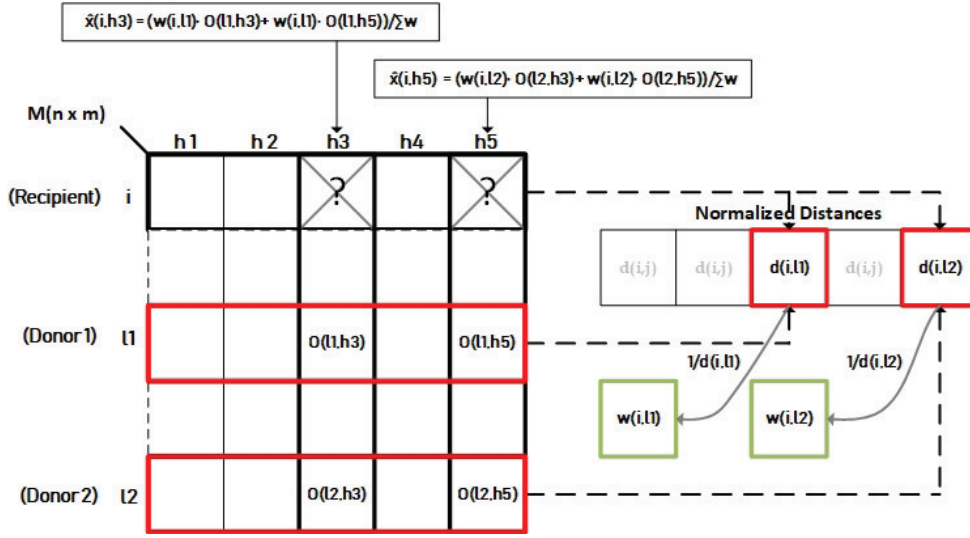 x̂(i,h3) = (w(i,l1)· O(l1,h3)+ w(i,l1)· O(l1,h5))/∑w
x̂(i,h5) = (w(i,l2)· O(l2,h3)+ w(i,l2)· O(l2,h5))/∑w
M(n x m)
h1 h2 h3 h4 h5
(Recipient) i ? ?
Normalized Distances
d(i,j) d(i,j) d(i,l1) d(i,j) d(i,l2)
(Donor 1) l1 O(l1,h3) O(l1,h5)
1/d(i,l1) 1/d(i,l2)
w(i,l1) w(i,l2)
(Donor 2) l2 O(l2,h3) O(l2,h5)